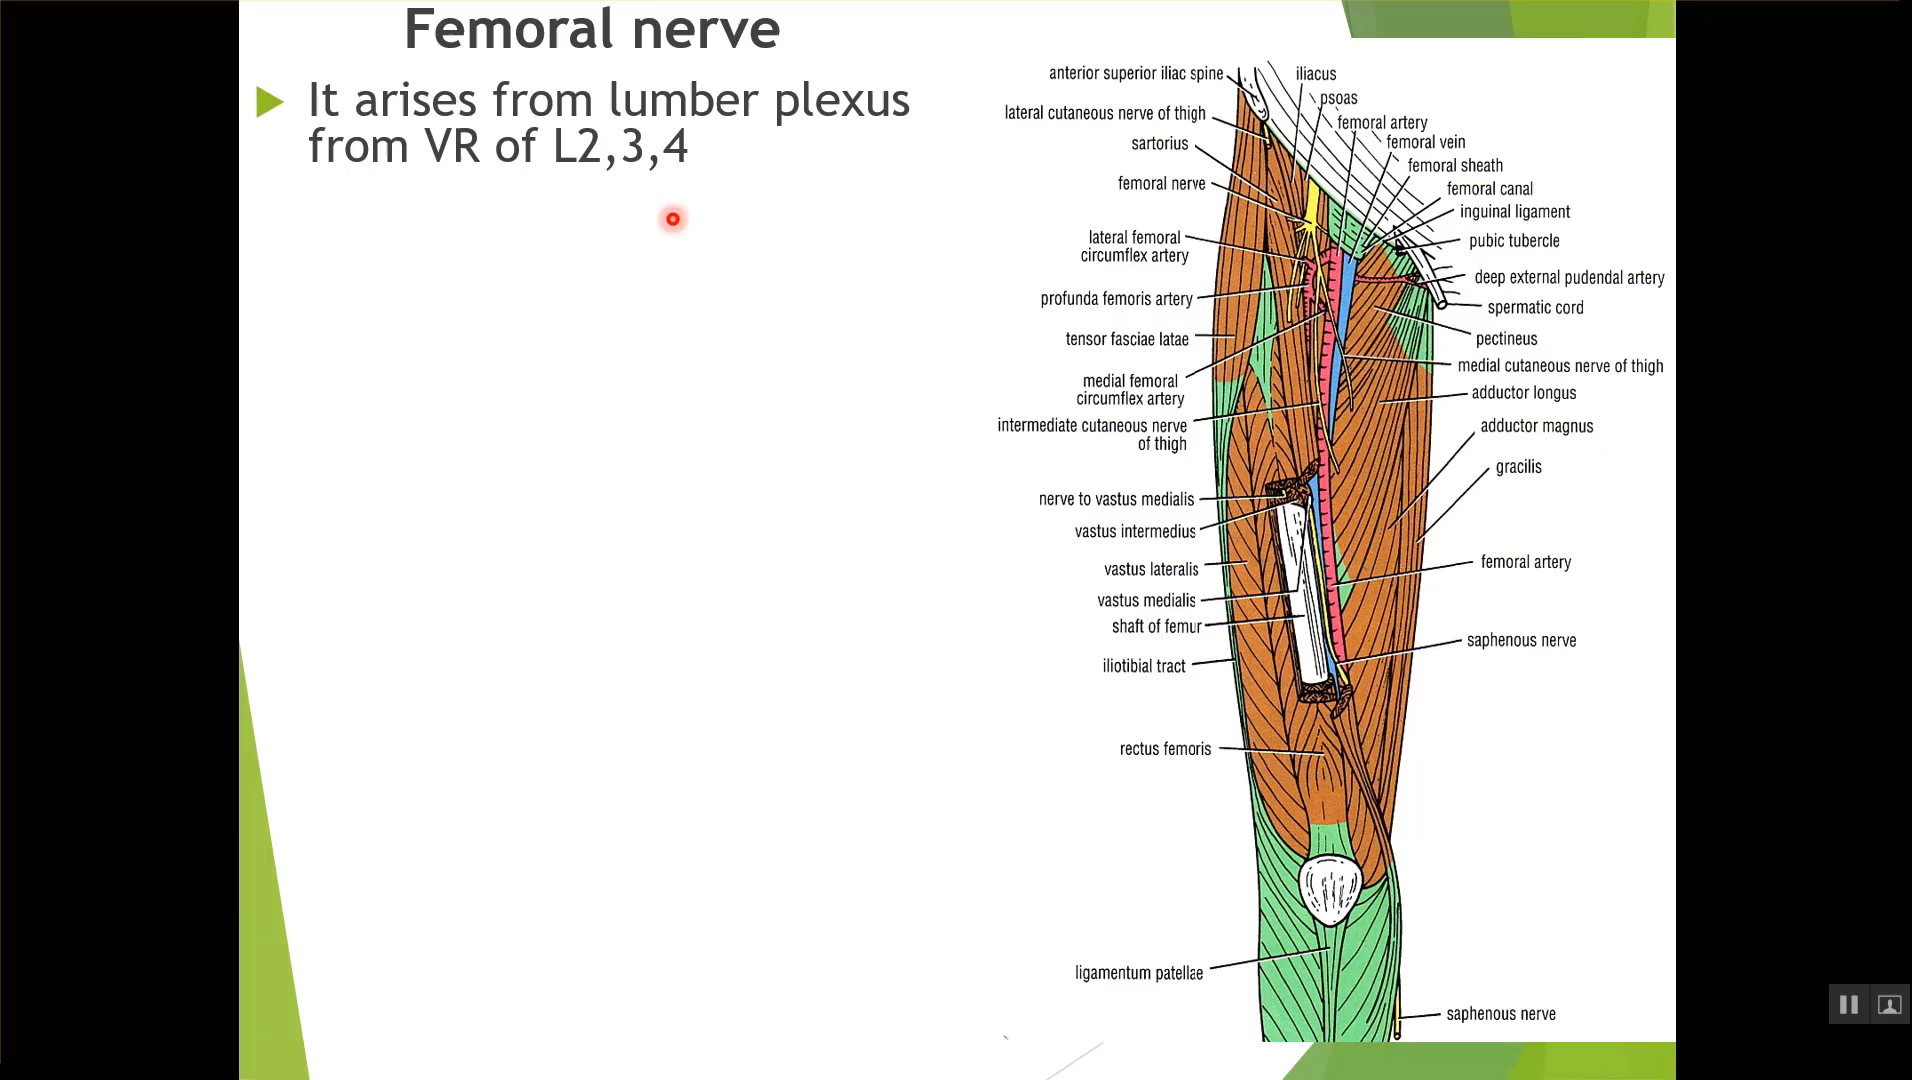 Femoral nerve
It arises from lumber plexus
from VR of L2,3,4
anterior superior iliac spine
lateral cutaneous nerve of thigh
sartorius
femoral nerve
lateral femoral
circumflex artery
profunda femoris artery
tensor fasciae latae
medial femoral
circumflex artery
intermediate cutaneous nerve
of thigh
nerve to vastus medialis
vastus intermedius
vastus lateralis
vastus medialis
shaft of femur
iliotibial tract
rectus femoris
ligamentum patellae
iliacus
psoas
femoral artery
femoral vein
femoral sheath
femoral canal
inguinal ligament
pubic tubercle
deep external pudendal artery
spermatic cord
pectineus
medial cutaneous nerve of thigh
adductor longus
adductor magnus
gracilis
femoral artery
saphenous nerve
saphenous nerve